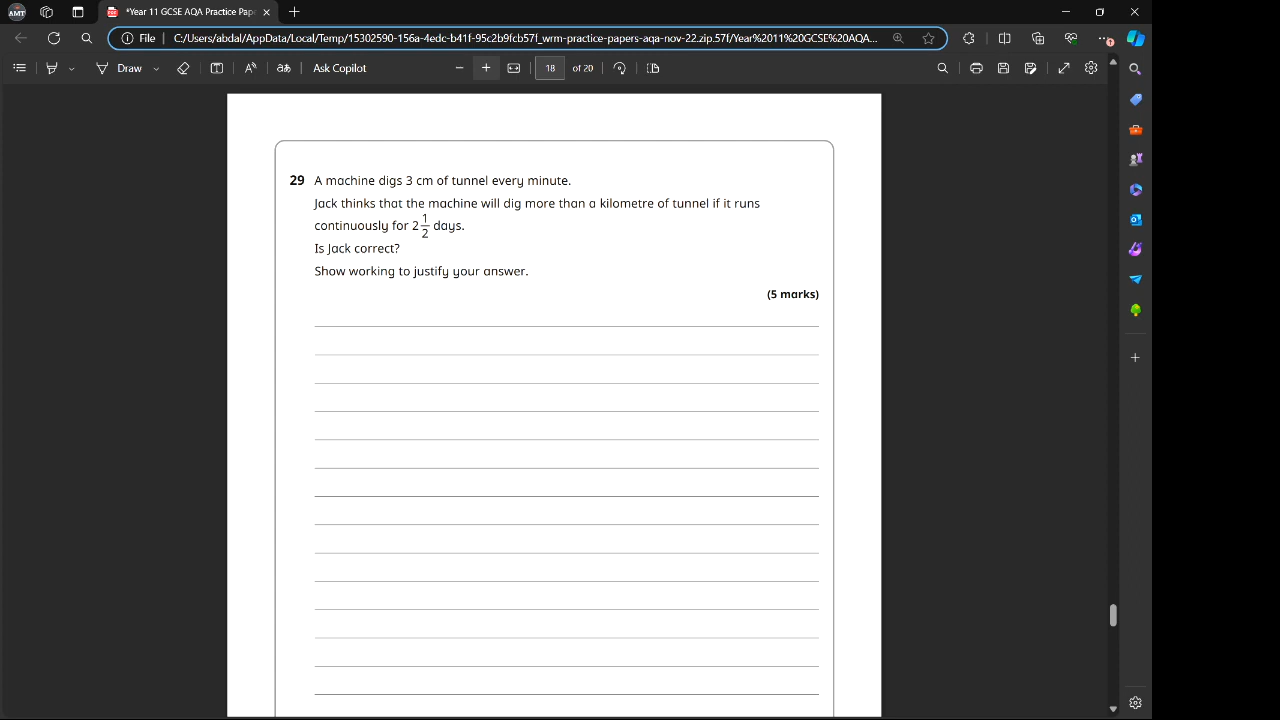 *Year 11 GCSE AQA Practice Pape
File
C:/Users/abdal/AppData/Local/Temp/15302590-156a-4edc-b41f-95c2b9fcb57f_wrm-practice-papers-aqa-nov-22.zip.57f/Year%2011%20GCSE%20AQA...
Draw
Ask Copilot
18 of 20
29 A machine digs 3 cm of tunnel every minute.
Jack thinks that the machine will dig more than a kilometre of tunnel if it runs
continuously for 2 1/2 days.
Is Jack correct?
Show working to justify your answer.
(5 marks)